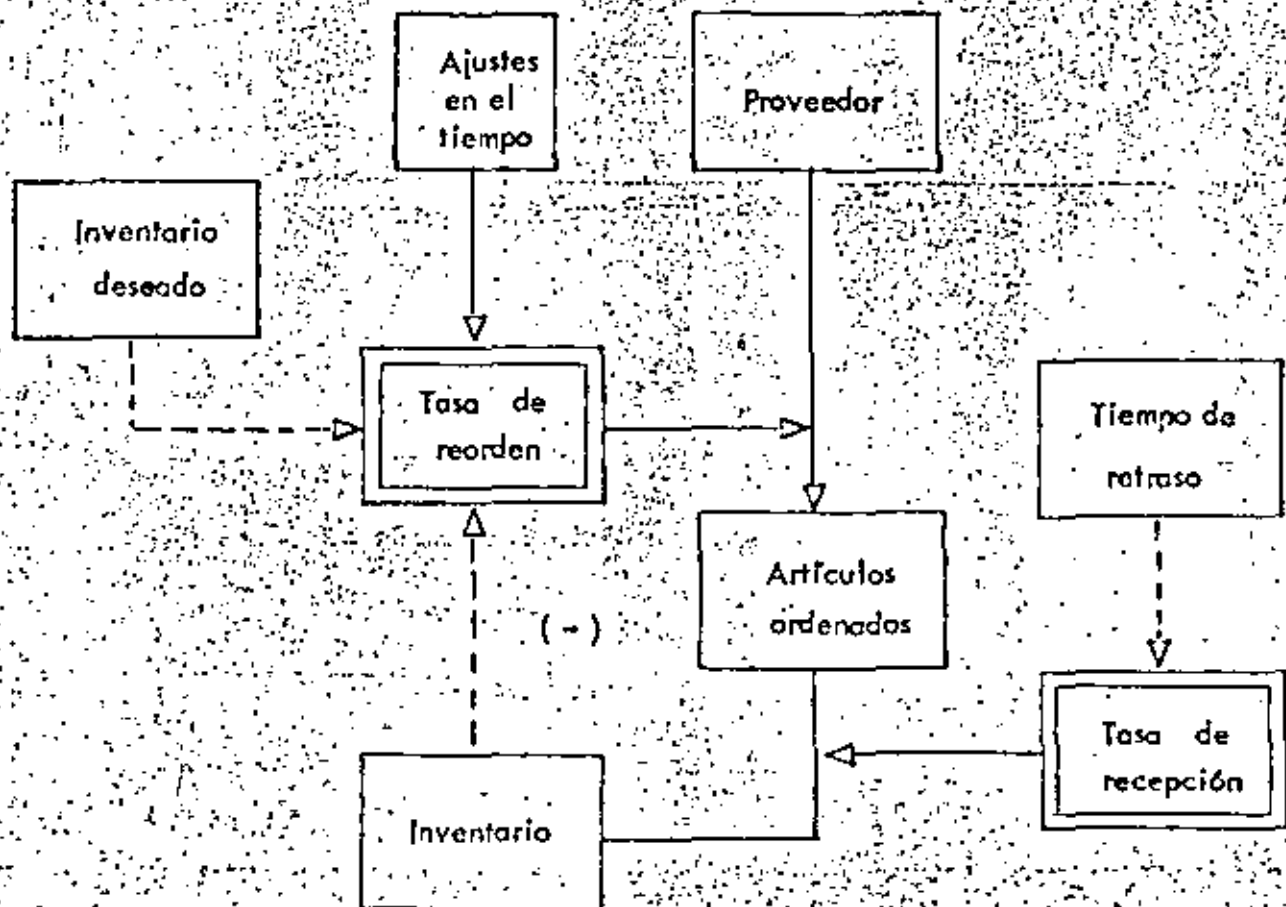 Ajustes
en el
tiempo
Proveedor
Inventario
deseado
Tasa de
reorden
Tiempo de
retraso
Artículos
ordenados
(-)
Tasa de
recepción
Inventario